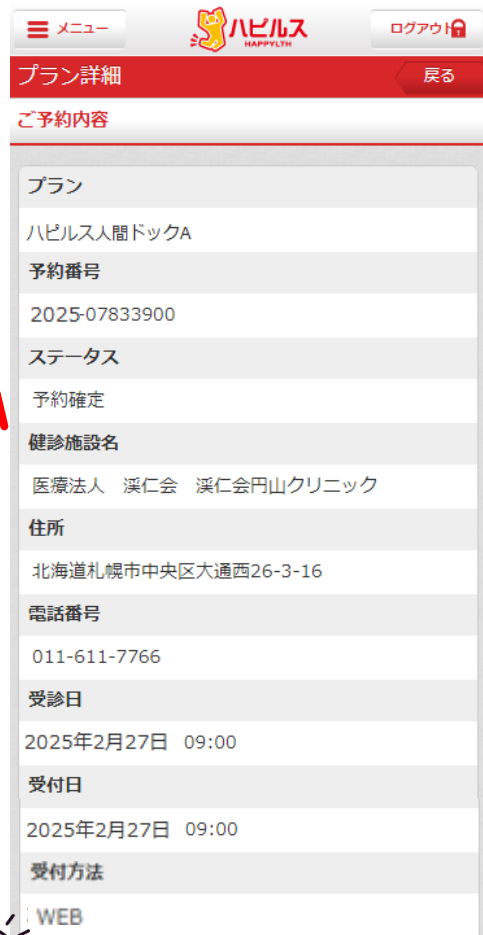 メニュー
ハピルス
HAPPYLTH
ログアウト
プラン詳細
戻る
ご予約内容
プラン
ハピルス人間ドックA
予約番号
2025-07833900
ステータス
予約確定
健診施設名
医療法人　渓仁会　渓仁会円山クリニック
住所
北海道札幌市中央区大通西26-3-16
電話番号
011-611-7766
受診日
2025年2月27日 09:00
受付日
2025年2月27日 09:00
受付方法
WEB